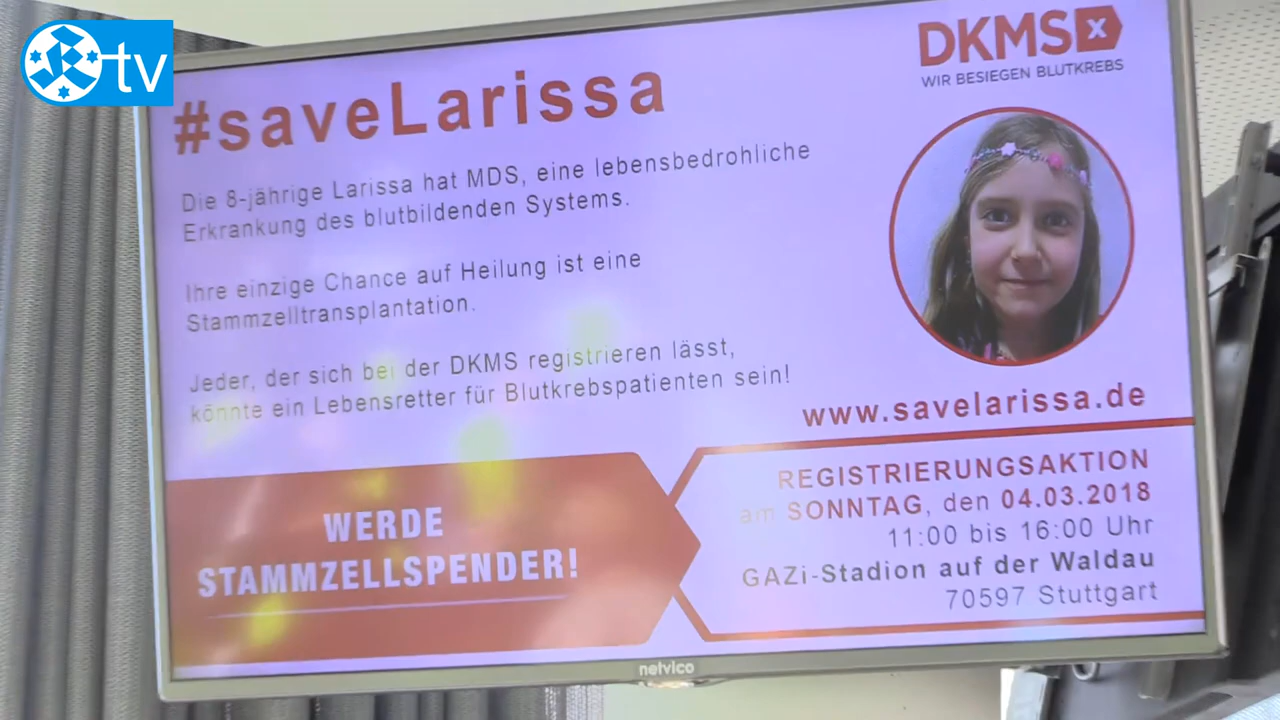 tv
DKMS
WIR BESIEGEN BLUTKREBS
#saveLarissa
Die 8-jährige Larissa hat MDS, eine lebensbedrohliche
Erkrankung des blutbildenden Systems.
Ihre einzige Chance auf Heilung ist eine
Stammzelltransplantation.
Jeder, der sich bei der DKMS registrieren lässt,
könnte ein Lebensretter für Blutkrebspatienten sein!
www.savelarissa.de
WERDE
STAMMZELLSPENDER!
REGISTRIERUNGSAKTION
am SONNTAG, den 04.03.2018
11:00 bis 16:00 Uhr
GAZi-Stadion auf der Waldau
70597 Stuttgart
netvico